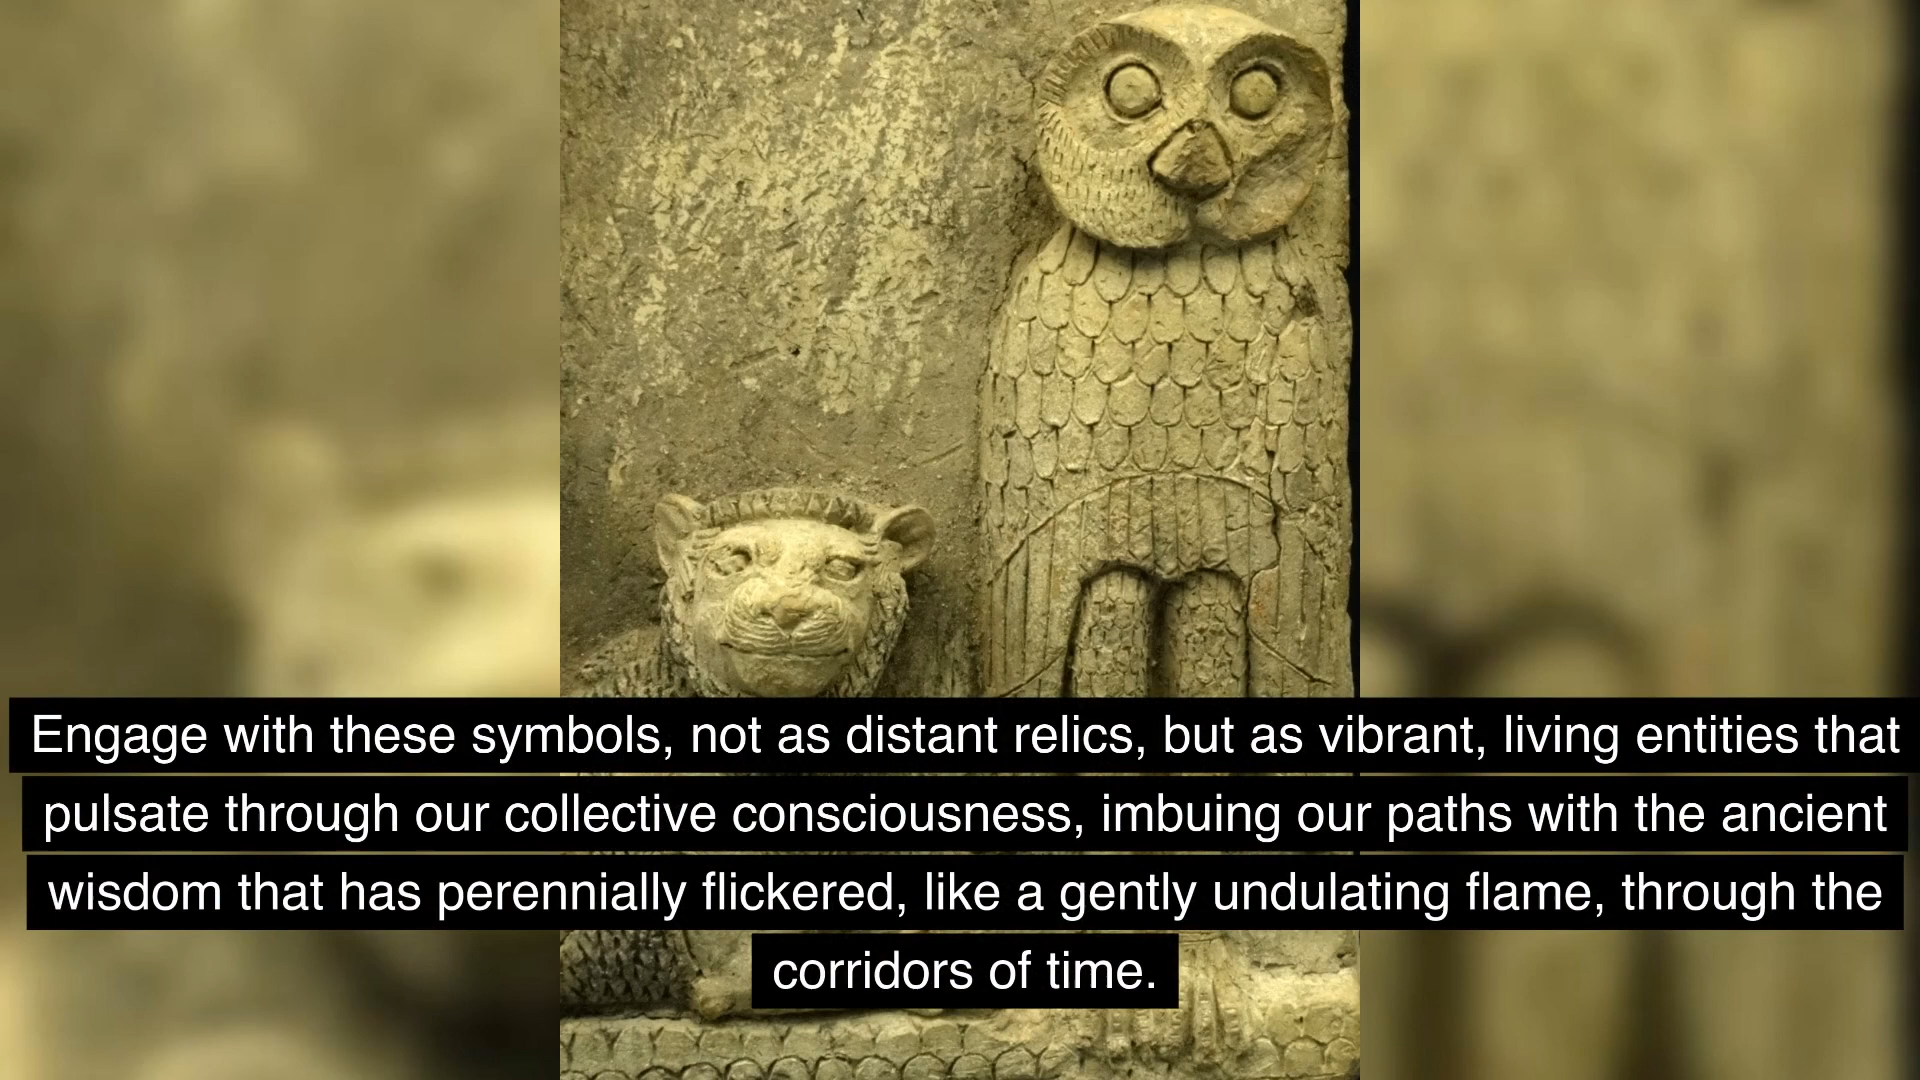 Engage with these symbols, not as distant relics, but as vibrant, living entities that
pulsate through our collective consciousness, imbuing our paths with the ancient
wisdom that has perennially flickered, like a gently undulating flame, through the
corridors of time.